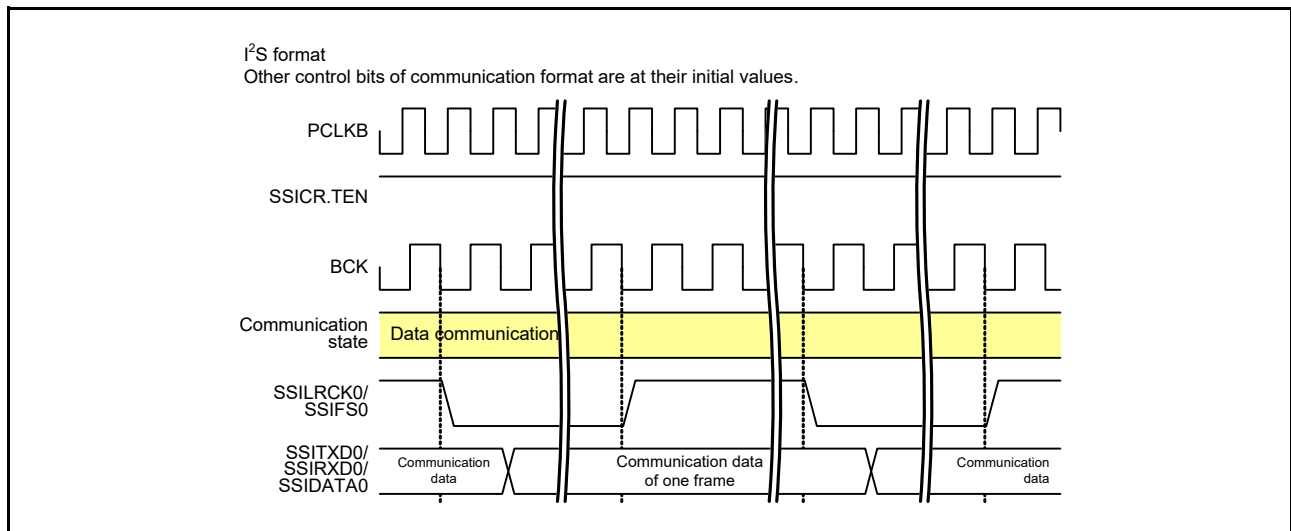 I²S format
Other control bits of communication format are at their initial values.
PCLKB
SSICR.TEN
BCK
Communication
state
Data communication
SSILRCK0/
SSIFS0
SSITXD0/
SSIRXD0/
SSIDATA0
Communication
data
Communication data
of one frame
Communication
data